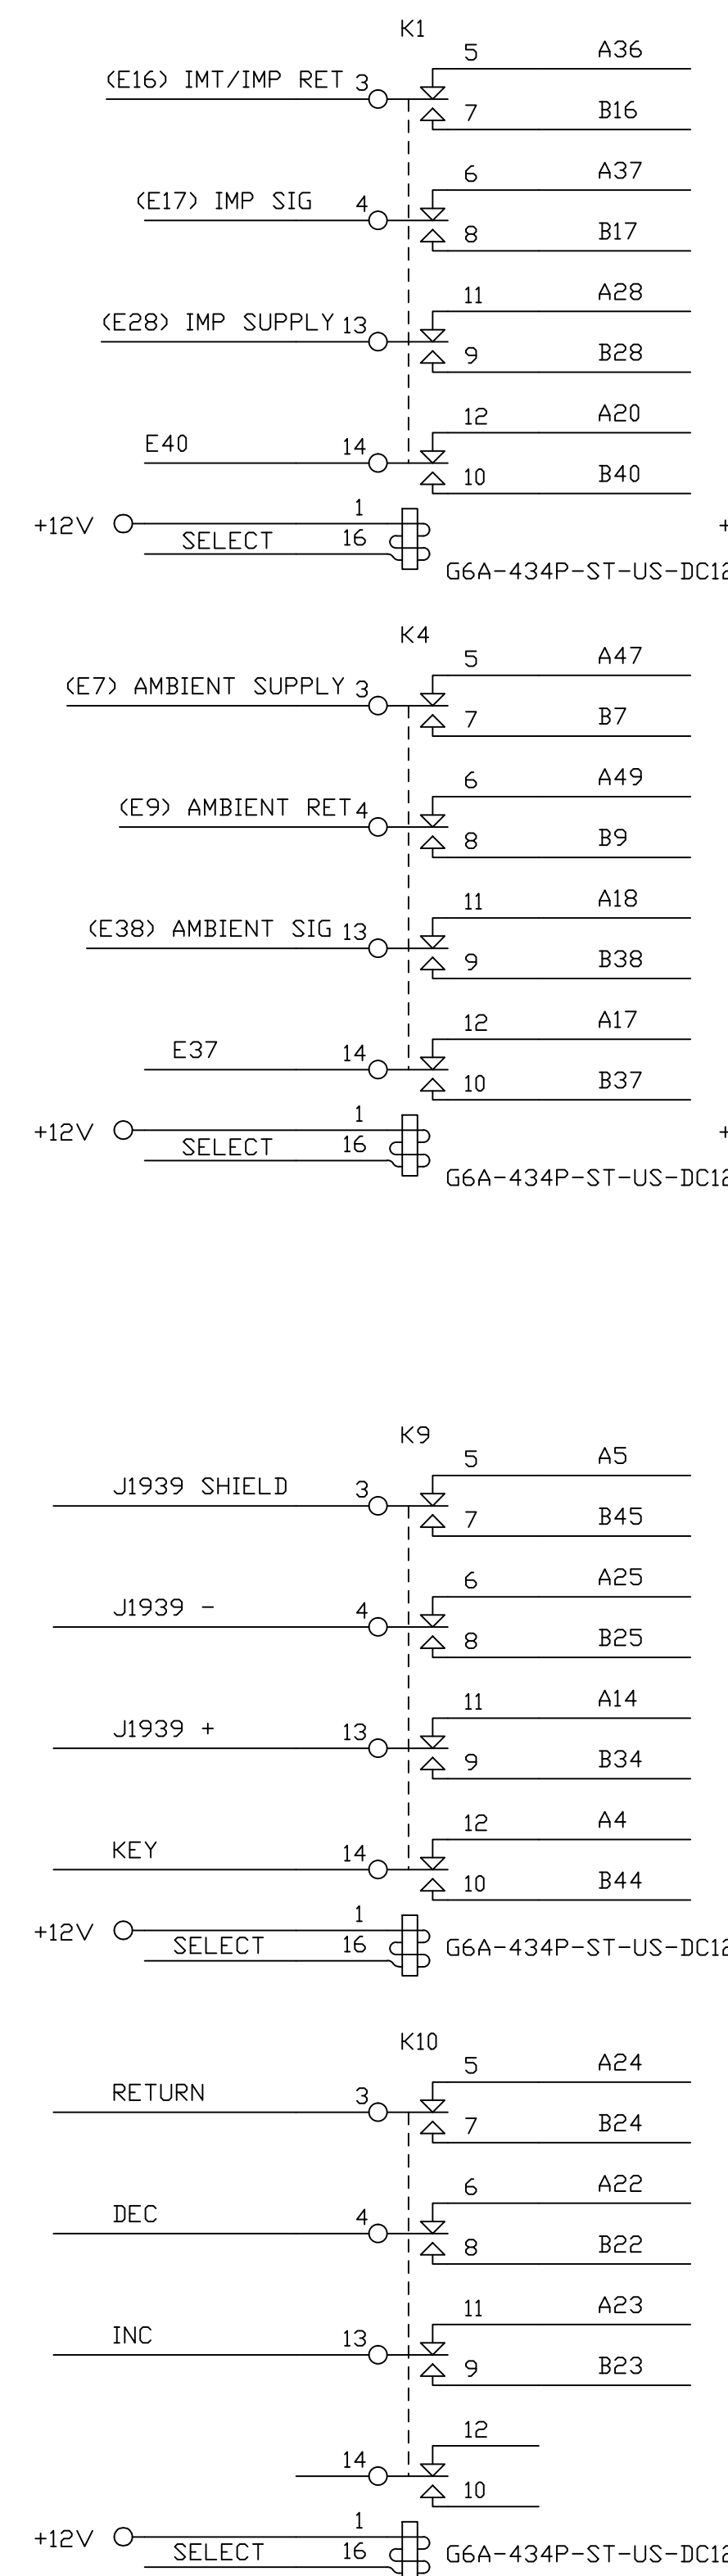 K1
5 A36
(E16) IMT/IMP RET 3
7 B16
6 A37
(E17) IMP SIG 4
8 B17
11 A28
(E28) IMP SUPPLY 13
9 B28
12 A20
E40 14
10 B40
1
+12V
SELECT 16
G6A-434P-ST-US-DC12
K4
5 A47
(E7) AMBIENT SUPPLY 3
7 B7
6 A49
(E9) AMBIENT RET 4
8 B9
11 A18
(E38) AMBIENT SIG 13
9 B38
12 A17
E37 14
10 B37
1
+12V
SELECT 16
G6A-434P-ST-US-DC12
K9
5 A5
J1939 SHIELD 3
7 B45
6 A25
J1939 - 4
8 B25
11 A14
J1939 + 13
9 B34
12 A4
KEY 14
10 B44
1
+12V
SELECT 16
G6A-434P-ST-US-DC12
K10
5 A24
RETURN 3
7 B24
6 A22
DEC 4
8 B22
11 A23
INC 13
9 B23
12
14
10
1
+12V
SELECT 16
G6A-434P-ST-US-DC12